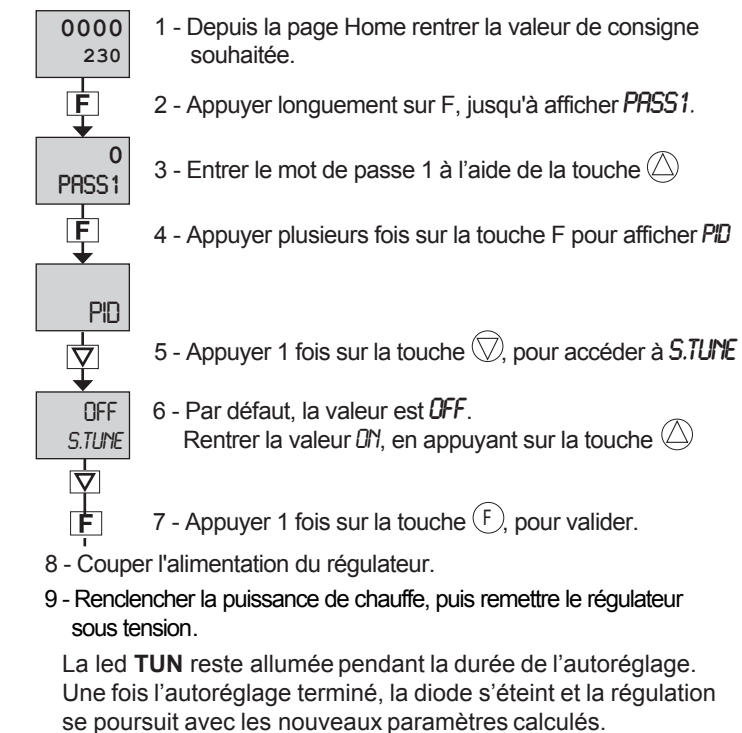 0000
230
1 - Depuis la page Home rentrer la valeur de consigne
souhaitée.
F
2 - Appuyer longuement sur F, jusqu'à afficher PASS1.
0
PASS1
3 - Entrer le mot de passe 1 à l’aide de la touche
F
4 - Appuyer plusieurs fois sur la touche F pour afficher PID
PID
5 - Appuyer 1 fois sur la touche , pour accéder à S.TUNE
OFF
S.TUNE
6 - Par défaut, la valeur est OFF.
Rentrer la valeur ON, en appuyant sur la touche
F
7 - Appuyer 1 fois sur la touche F, pour valider.
8 - Couper l'alimentation du régulateur.
9 - Renclencher la puissance de chauffe, puis remettre le régulateur
sous tension.
La led TUN reste allumée pendant la durée de l’autoréglage.
Une fois l’autoréglage terminé, la diode s’éteint et la régulation
se poursuit avec les nouveaux paramètres calculés.